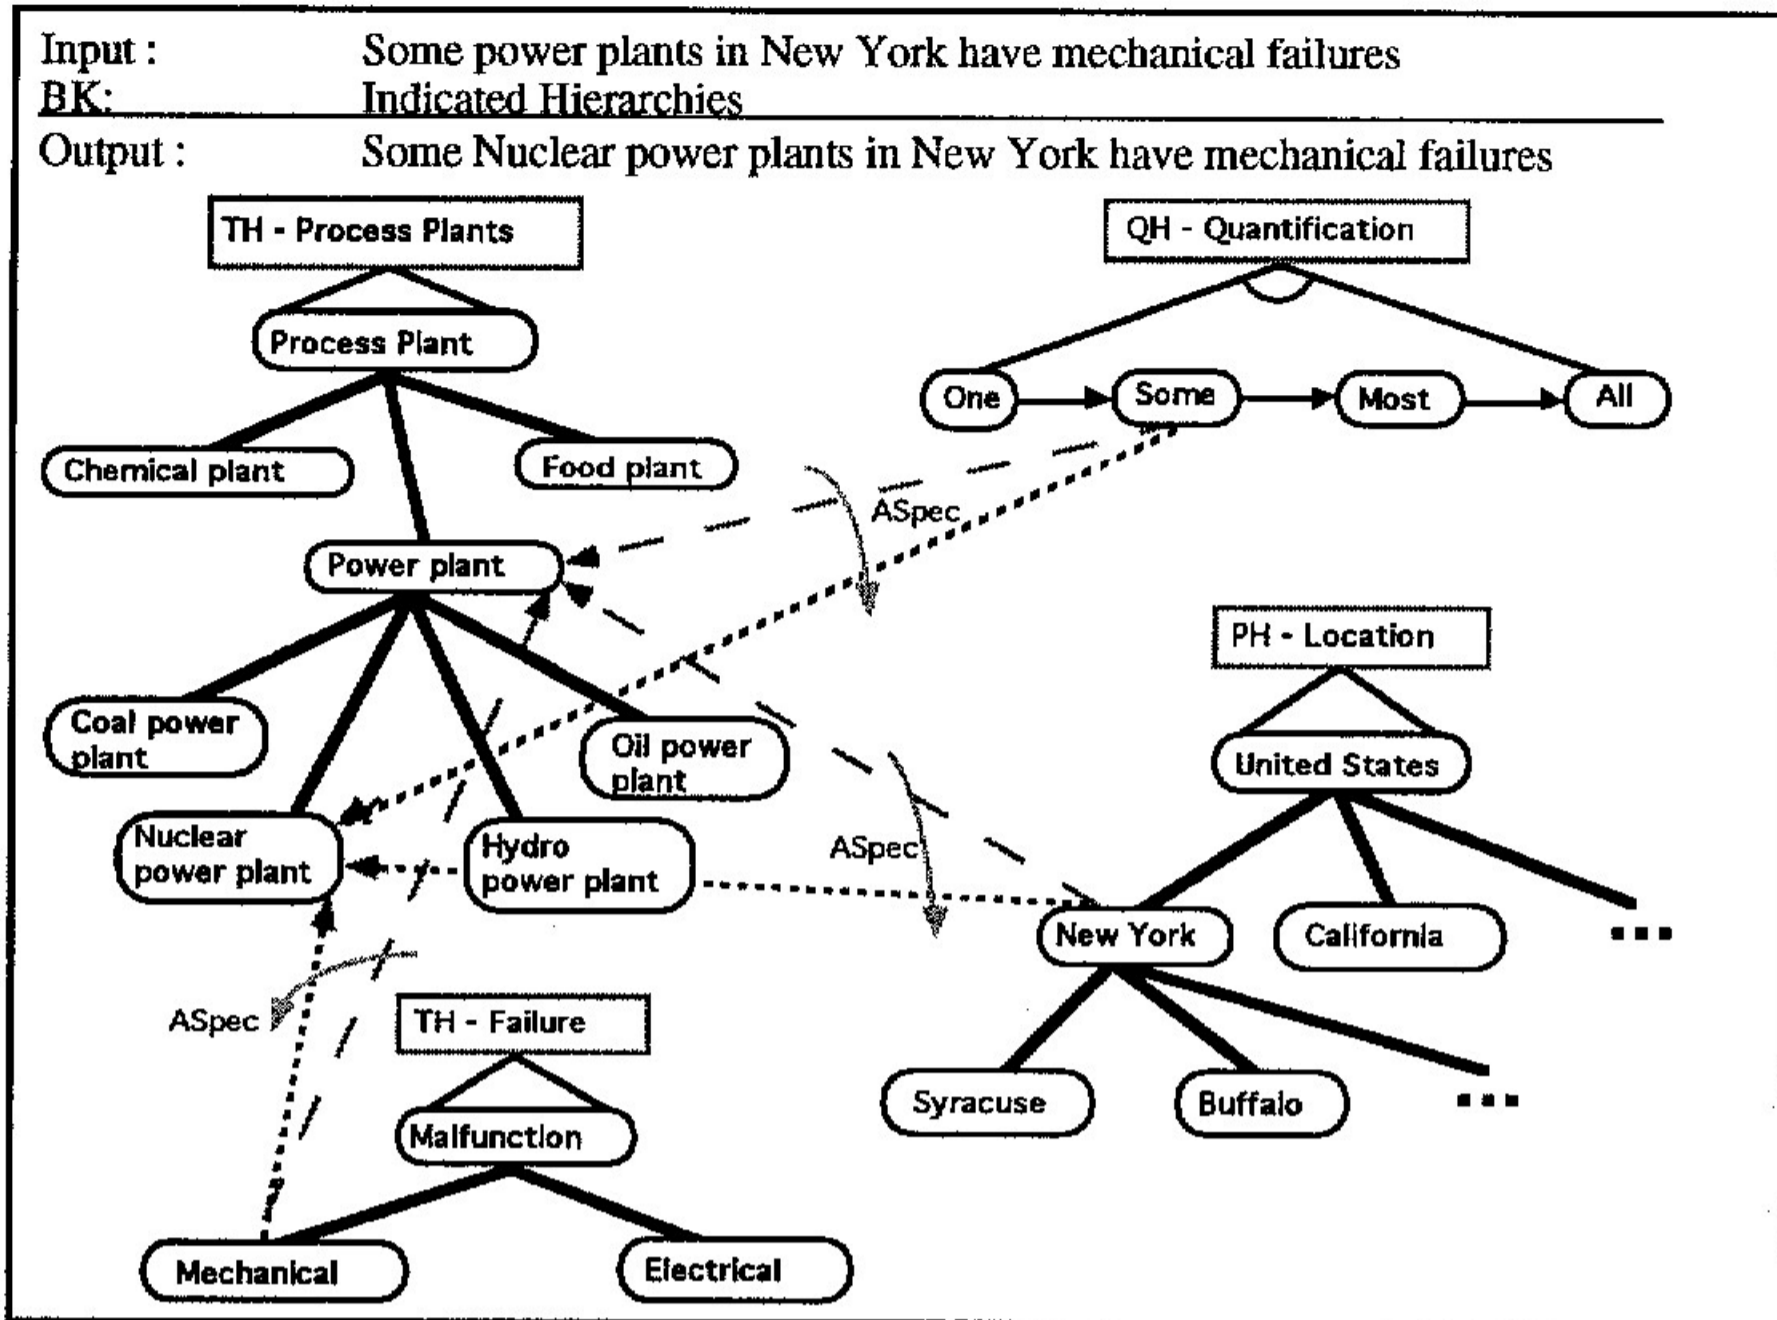 Input : Some power plants in New York have mechanical failures
BK: Indicated Hierarchies
Output : Some Nuclear power plants in New York have mechanical failures
TH - Process Plants
QH - Quantification
Process Plant
One
Some
Most
All
Chemical plant
Food plant
ASpec
Power plant
PH - Location
Coal power
plant
Oil power
plant
United States
Nuclear
power plant
Hydro
power plant
ASpec
New York
California
...
ASpec
TH - Failure
Malfunction
Syracuse
Buffalo
...
Mechanical
Electrical